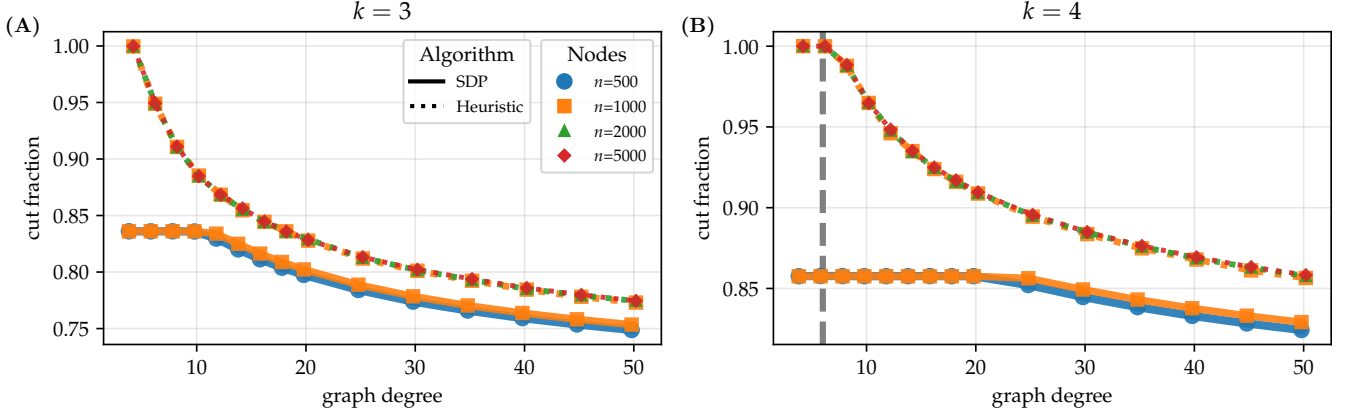 (A)
k = 3
1.00
0.95
0.90
0.85
0.80
0.75
cut fraction
10
20
30
40
50
graph degree
Algorithm
SDP
Heuristic
Nodes
n=500
n=1000
n=2000
n=5000
(B)
k = 4
1.00
0.95
0.90
0.85
cut fraction
10
20
30
40
50
graph degree